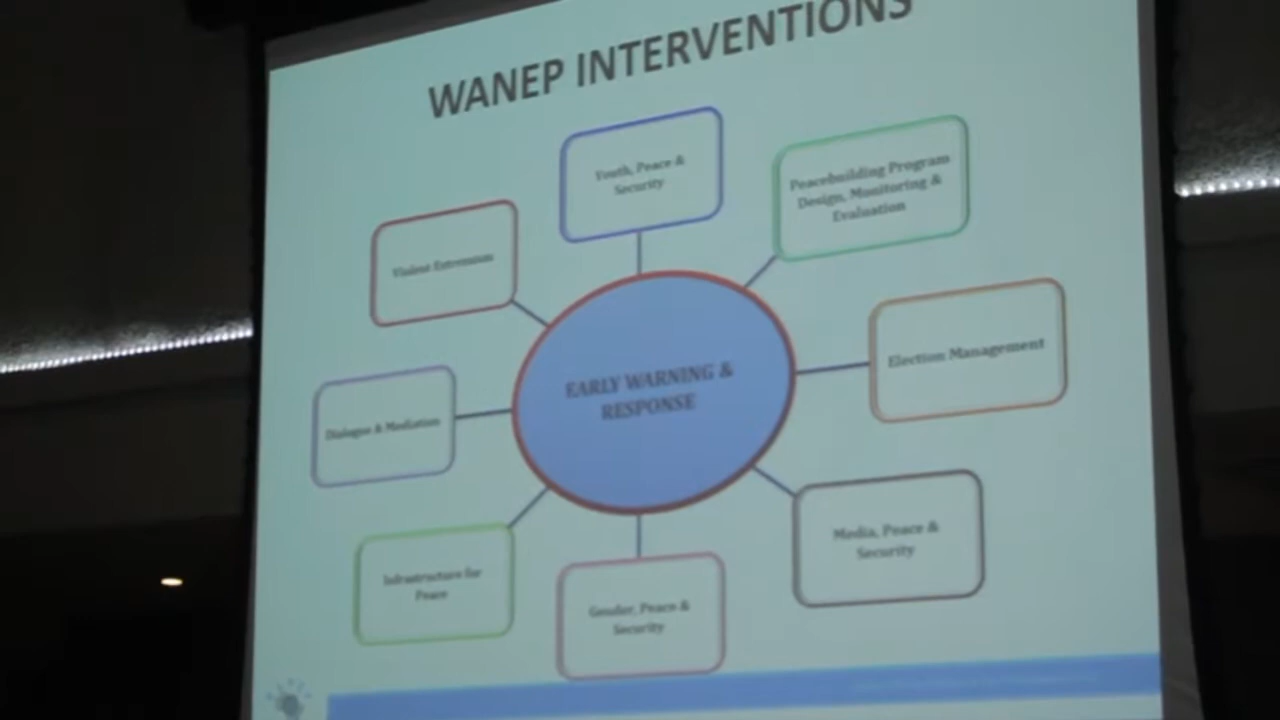 WANEP INTERVENTIONS
Youth, Peace &
Security
Peacebuilding Program
Design, Monitoring &
Evaluation
Violent Extremism
Election Management
EARLY WARNING &
RESPONSE
Dialogue & Mediation
Media, Peace &
Security
Infrastructure for
Peace
Gender, Peace &
Security